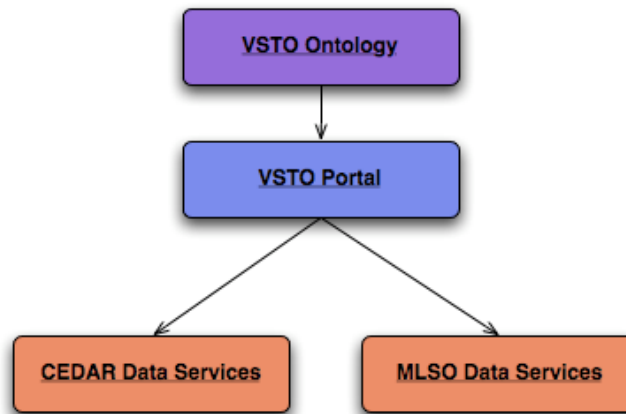 VSTO Ontology
VSTO Portal
CEDAR Data Services
MLSO Data Services